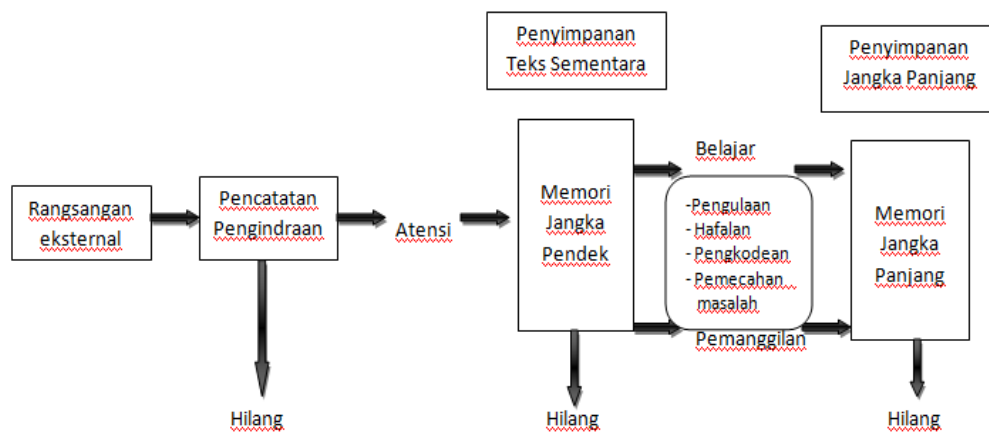 Penyimpanan
Teks Sementara
Penyimpanan
Jangka Panjang
Rangsangan
eksternal
Pencatatan
Pengindraan
Atensi
Memori
Jangka
Pendek
Belajar
-Pengulaan
- Hafalan
- Pengkodean
- Pemecahan
masalah
Pemanggilan
Memori
Jangka
Panjang
Hilang
Hilang
Hilang